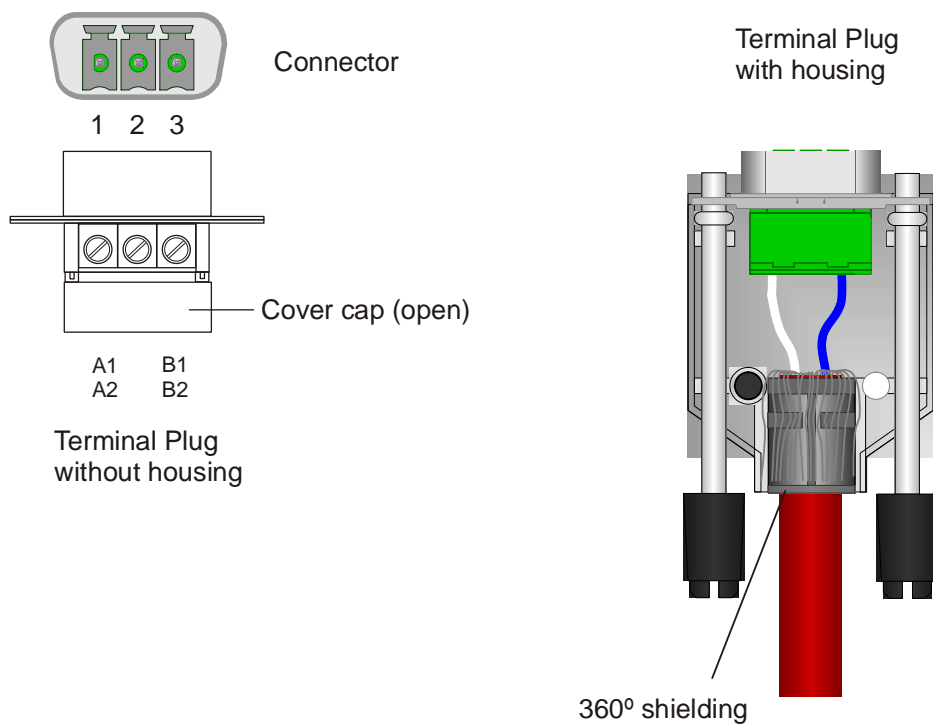 Connector
1 2 3
Cover cap (open)
A1 B1
A2 B2
Terminal Plug
without housing
Terminal Plug
with housing
360º shielding